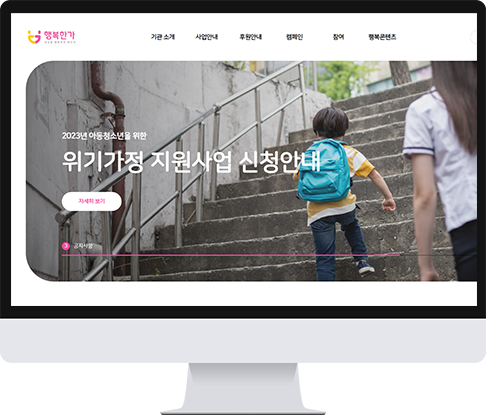 행복한가
기관 소개
사업안내
후원안내
캠페인
참여
행복콘텐츠
2023년 아동청소년을 위한
위기가정 지원사업 신청안내
자세히 보기
공지사항